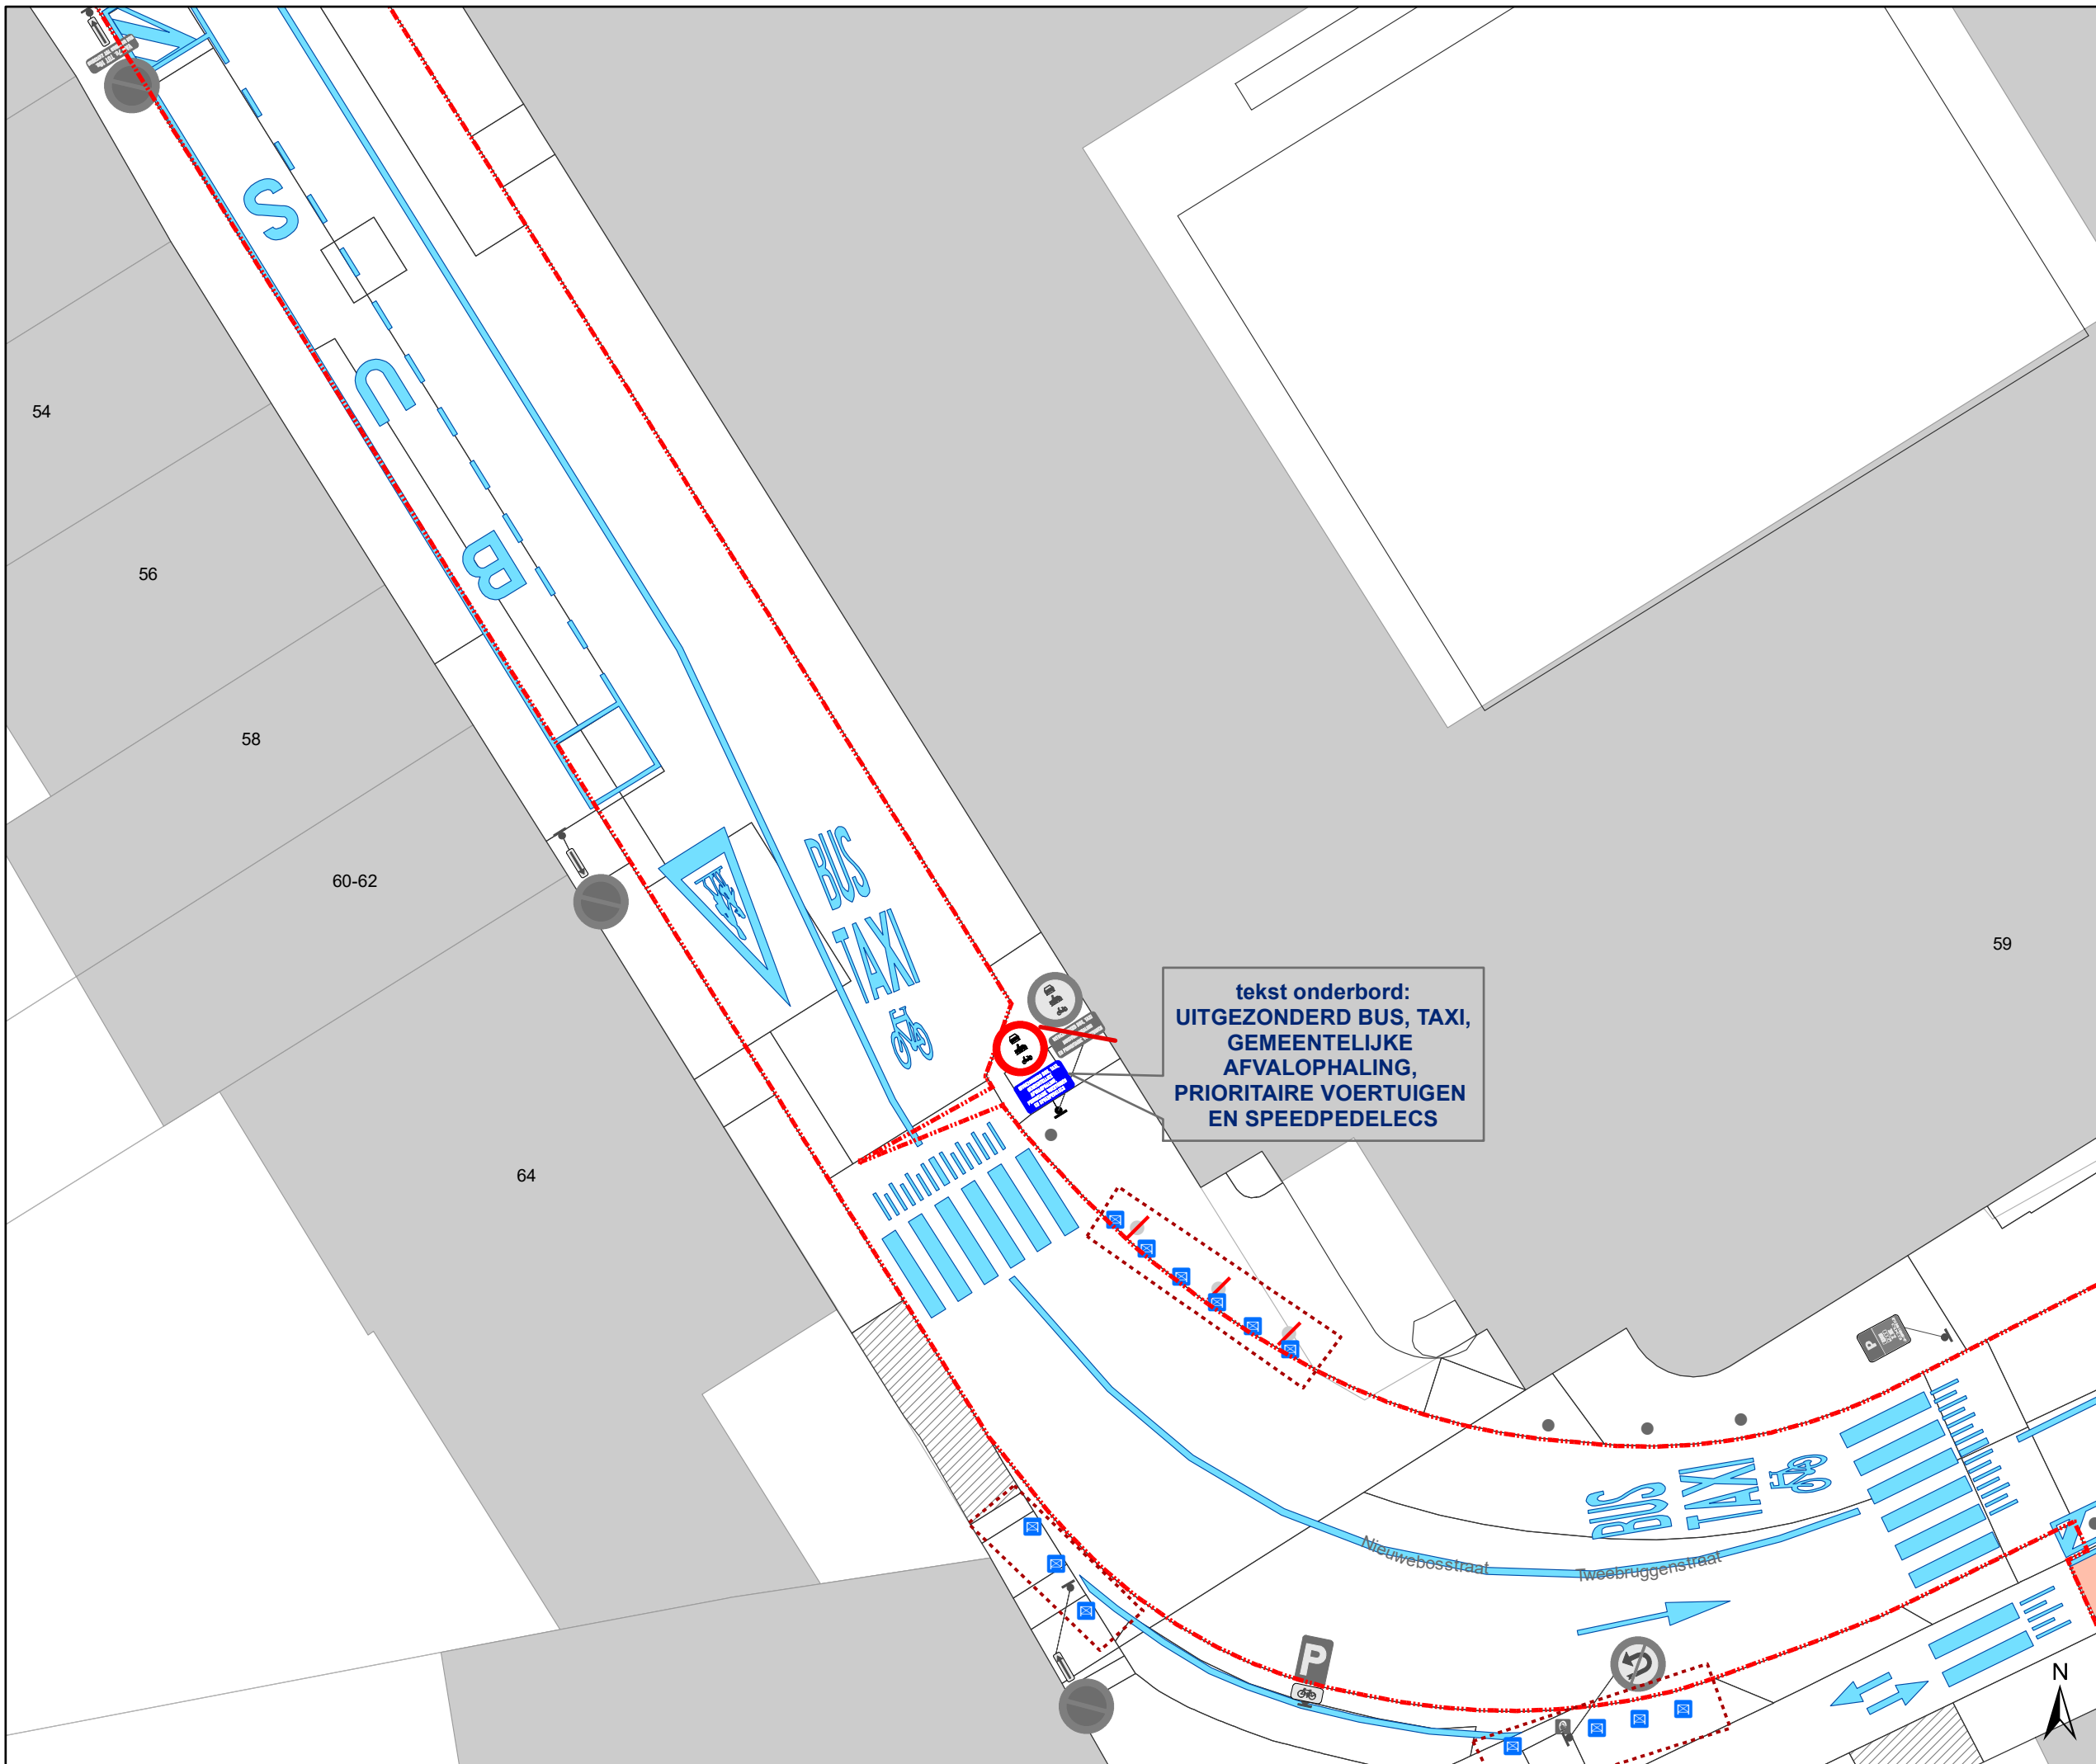 S
U
B
54
56
58
60-62
64
59
BUS
TAXI
tekst onderbord:
UITGEZONDERD BUS, TAXI,
GEMEENTELIJKE
AFVALOPHALING,
PRIORITAIRE VOERTUIGEN
EN SPEEDPEDELECS
P
BUS
TAXI
Nieuwebosstraat
Tweebruggenstraat
P
N